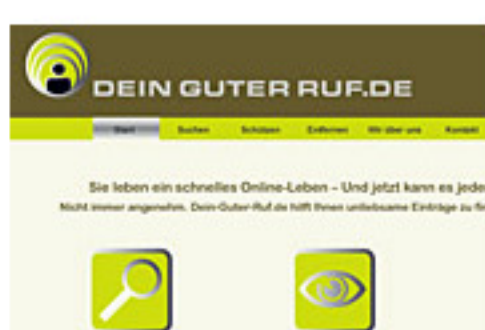 DEIN GUTER RUF.DE
Start Suchen Schützen Entfernen Wir über uns Kontakt
Sie leben ein schnelles Online-Leben – Und jetzt kann es jede
Nicht immer angenehm. Dein-Guter-Ruf.de hilft Ihnen unliebsame Einträge zu fi